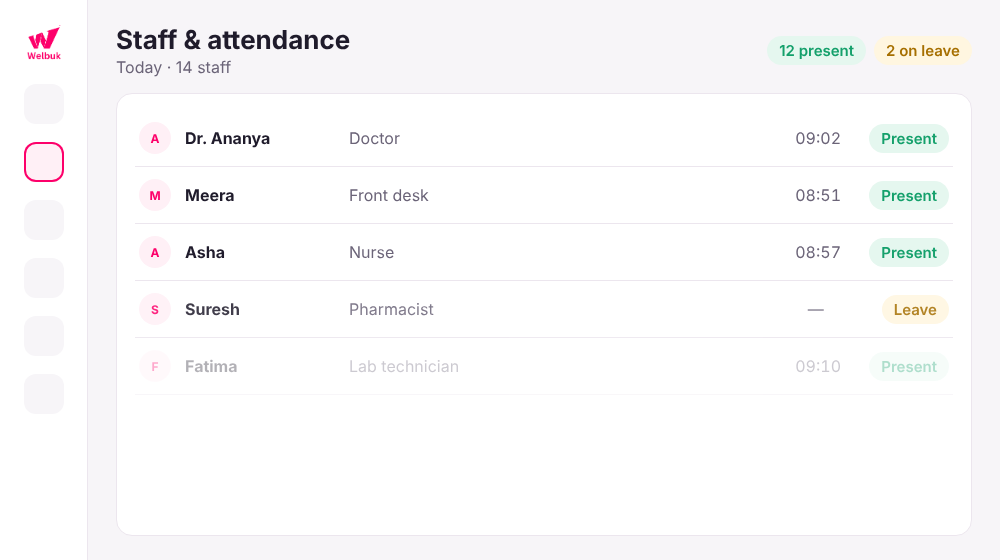 Welbuk
Staff & attendance
Today · 14 staff
12 present
2 on leave
A Dr. Ananya Doctor 09:02 Present
M Meera Front desk 08:51 Present
A Asha Nurse 08:57 Present
S Suresh Pharmacist — Leave
F Fatima Lab technician 09:10 Present